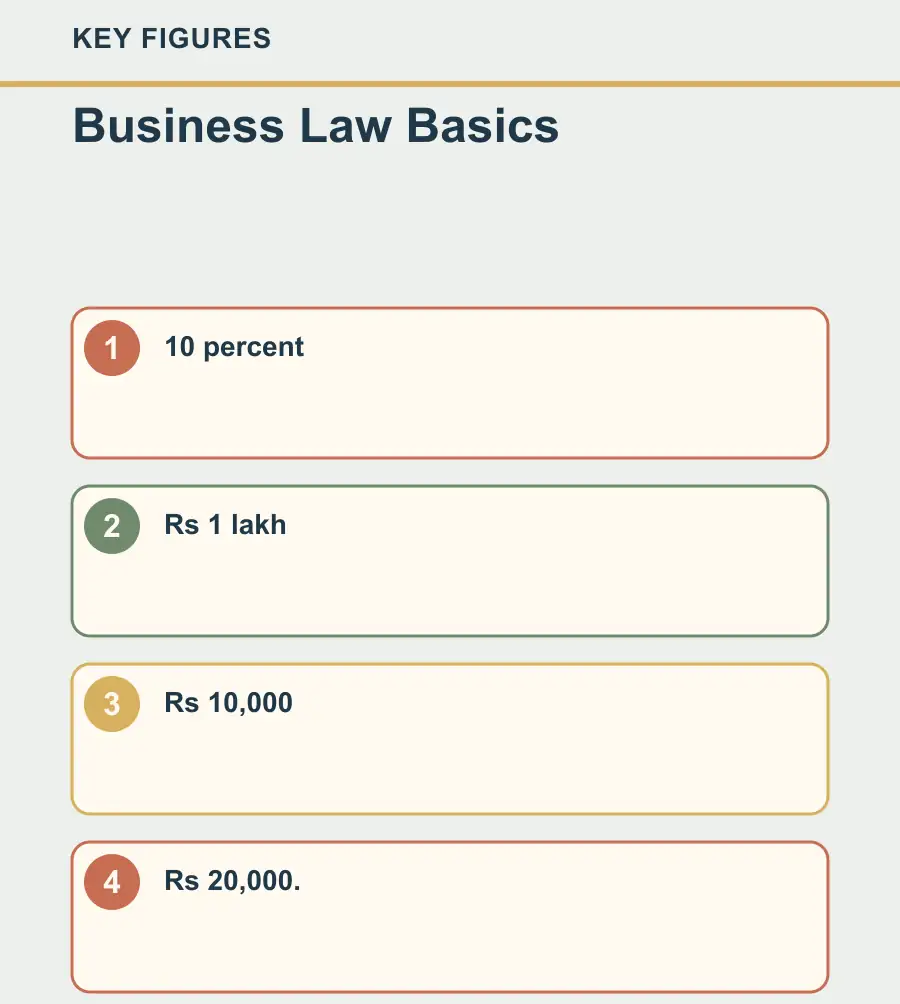 KEY FIGURES
Business Law Basics
1 10 percent
2 Rs 1 lakh
3 Rs 10,000
4 Rs 20,000.